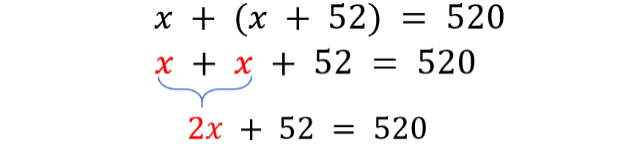 x + (x + 52) = 520
x + x + 52 = 520
2x + 52 = 520